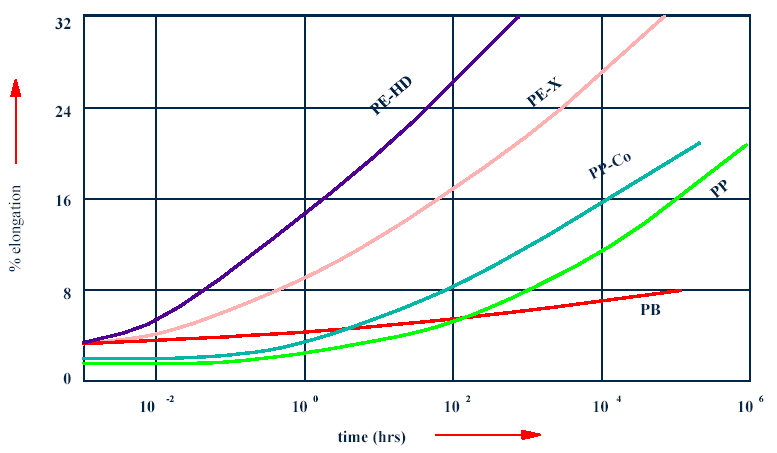 32
24
16
8
0
% elongation
PE-HD
PE-X
PP-Co
PP
PB
10 -2
10 0
10 2
10 4
10 6
time (hrs)